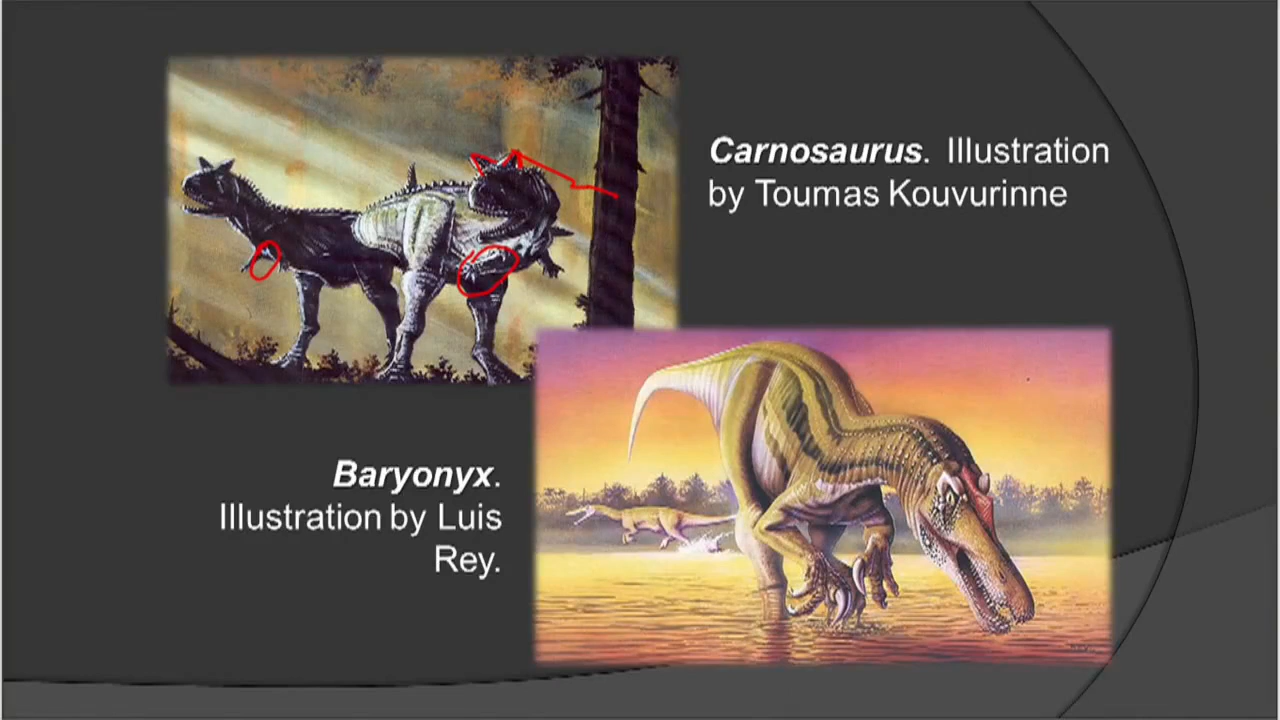 Carnosaurus. Illustration
by Toumas Kouvurinne
Baryonyx.
Illustration by Luis
Rey.